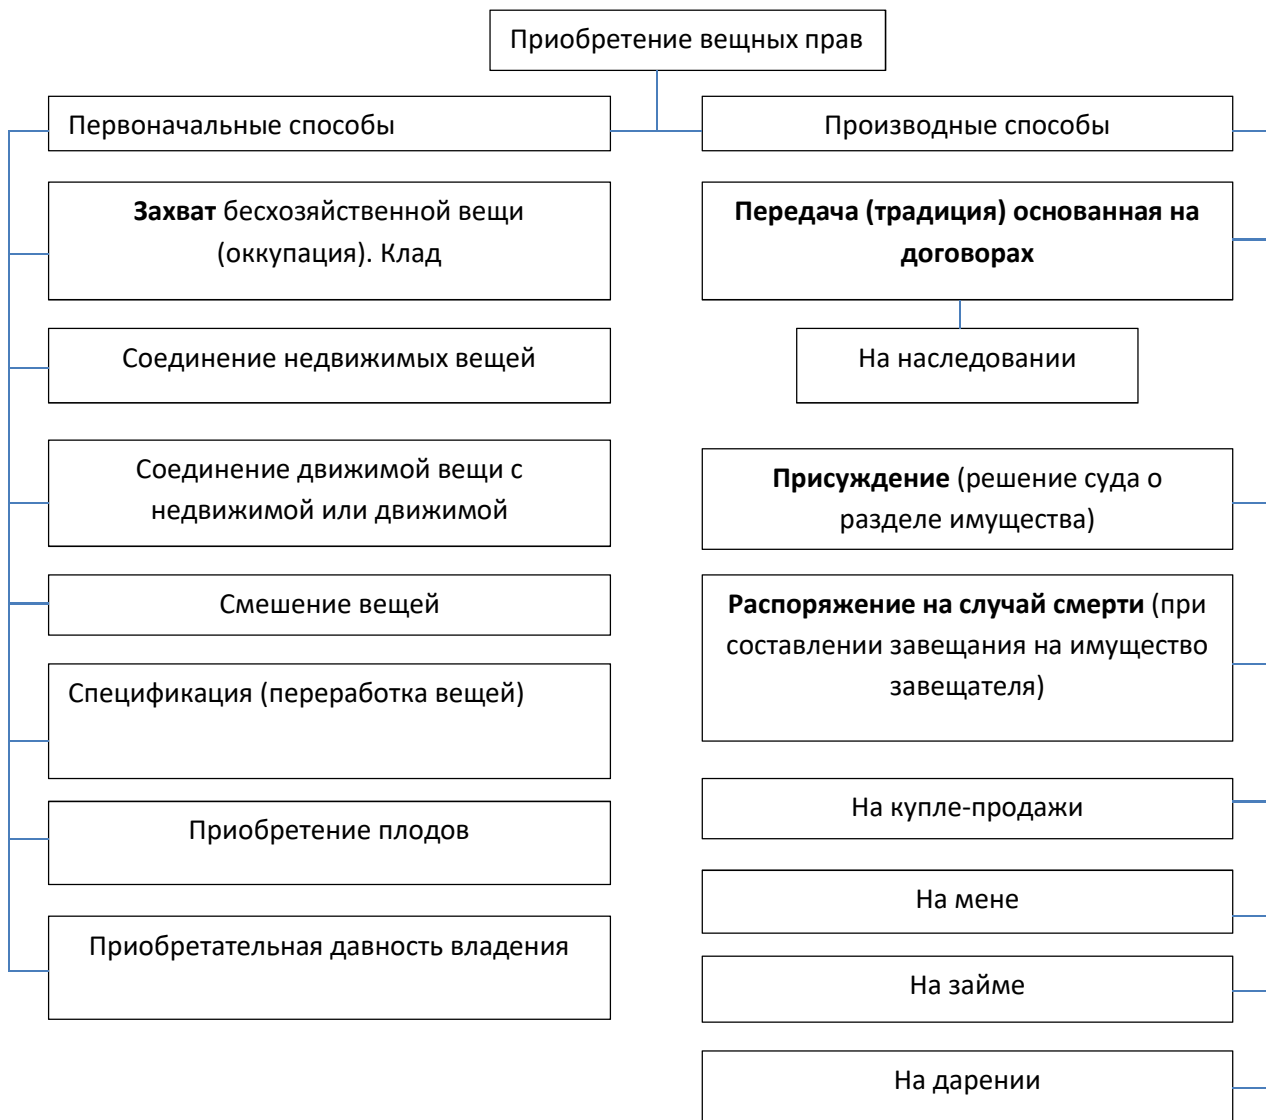 Приобретение вещных прав
Первоначальные способы
Захват бесхозяйственной вещи
(оккупация). Клад
Соединение недвижимых вещей
Соединение движимой вещи с
недвижимой или движимой
Смешение вещей
Спецификация (переработка вещей)
Приобретение плодов
Приобретательная давность владения
Производные способы
Передача (традиция) основанная на
договорах
На наследовании
Присуждение (решение суда о
разделе имущества)
Распоряжение на случай смерти (при
составлении завещания на имущество
завещателя)
На купле-продажи
На мене
На займе
На дарении